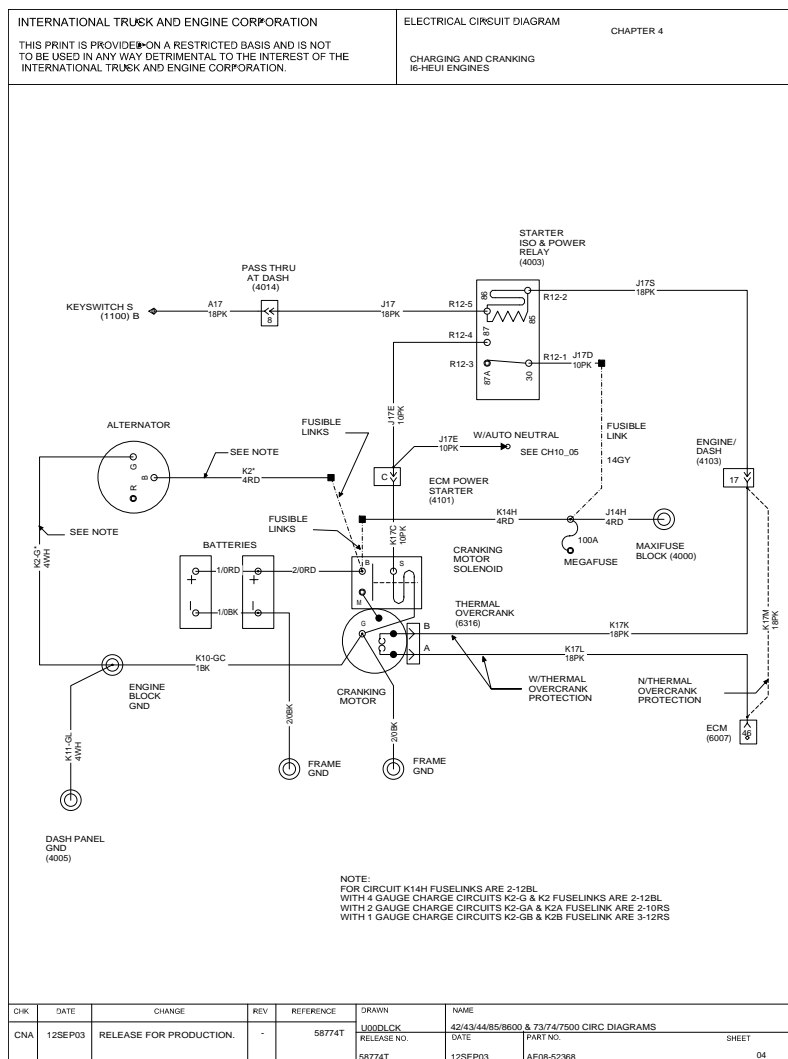 INTERNATIONAL TRUCK AND ENGINE CORPORATION
THIS PRINT IS PROVIDED ON A RESTRICTED BASIS AND IS NOT
TO BE USED IN ANY WAY DETRIMENTAL TO THE INTEREST OF THE
INTERNATIONAL TRUCK AND ENGINE CORPORATION.
ELECTRICAL CIRCUIT DIAGRAM
CHAPTER 4
CHARGING AND CRANKING
I6-HEUI ENGINES
STARTER
ISO & POWER
RELAY
(4003)
PASS THRU
AT DASH
(4014)
KEYSWITCH S
(1100) B
A17
18PK
8
J17
18PK
R12-5
86
85
R12-2
J17S
18PK
R12-4
87
R12-3
87A
30
R12-1
J17D
10PK
J17E
10PK
FUSIBLE
LINKS
ALTERNATOR
G
B
R
SEE NOTE
K2*
4RD
J17E
10PK
W/AUTO NEUTRAL
SEE CH10_05
FUSIBLE
LINK
14GY
ENGINE/
DASH
(4103)
17
C
ECM POWER
STARTER
(4101)
K14H
4RD
J14H
4RD
100A
MEGAFUSE
MAXIFUSE
BLOCK (4000)
SEE NOTE
K2-G*
4WH
FUSIBLE
LINKS
K17C
10PK
BATTERIES
1/0RD
2/0RD
1/0BK
B
S
M
CRANKING
MOTOR
SOLENOID
THERMAL
OVERCRANK
(6316)
G
B
A
K17K
18PK
K17L
18PK
K17M
18PK
K10-GC
1BK
ENGINE
BLOCK
GND
CRANKING
MOTOR
W/THERMAL
OVERCRANK
PROTECTION
N/THERMAL
OVERCRANK
PROTECTION
ECM
(6007)
46
K11-GL
4WH
2/0BK
FRAME
GND
2/0BK
FRAME
GND
DASH PANEL
GND
(4005)
NOTE:
FOR CIRCUIT K14H FUSELINKS ARE 2-12BL
WITH 4 GAUGE CHARGE CIRCUITS K2-G & K2 FUSELINKS ARE 2-12BL
WITH 2 GAUGE CHARGE CIRCUITS K2-GA & K2A FUSELINK ARE 2-10RS
WITH 1 GAUGE CHARGE CIRCUITS K2-GB & K2B FUSELINK ARE 3-12RS
CHK DATE CHANGE REV REFERENCE DRAWN NAME
U00DLCK 42/43/44/85/8600 & 73/74/7500 CIRC DIAGRAMS
CNA 12SEP03 RELEASE FOR PRODUCTION. - 58774T
RELEASE NO. DATE PART NO. SHEET
58774T 12SEP03 AF08-52368 04